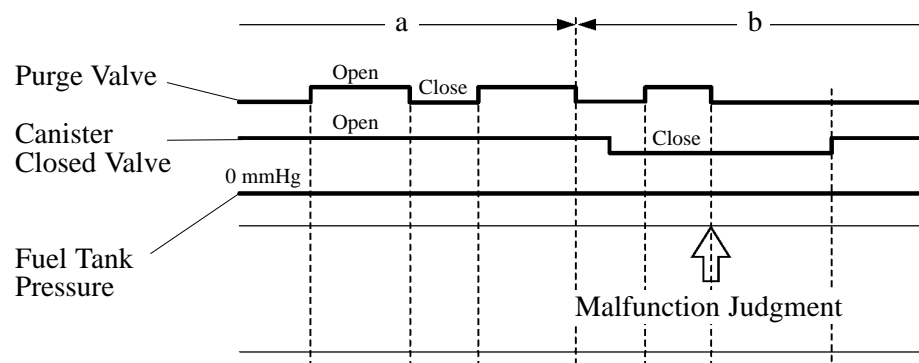 a
b
Purge Valve
Open
Close
Canister
Closed Valve
Open
Close
0 mmHg
Fuel Tank
Pressure
Malfunction Judgment